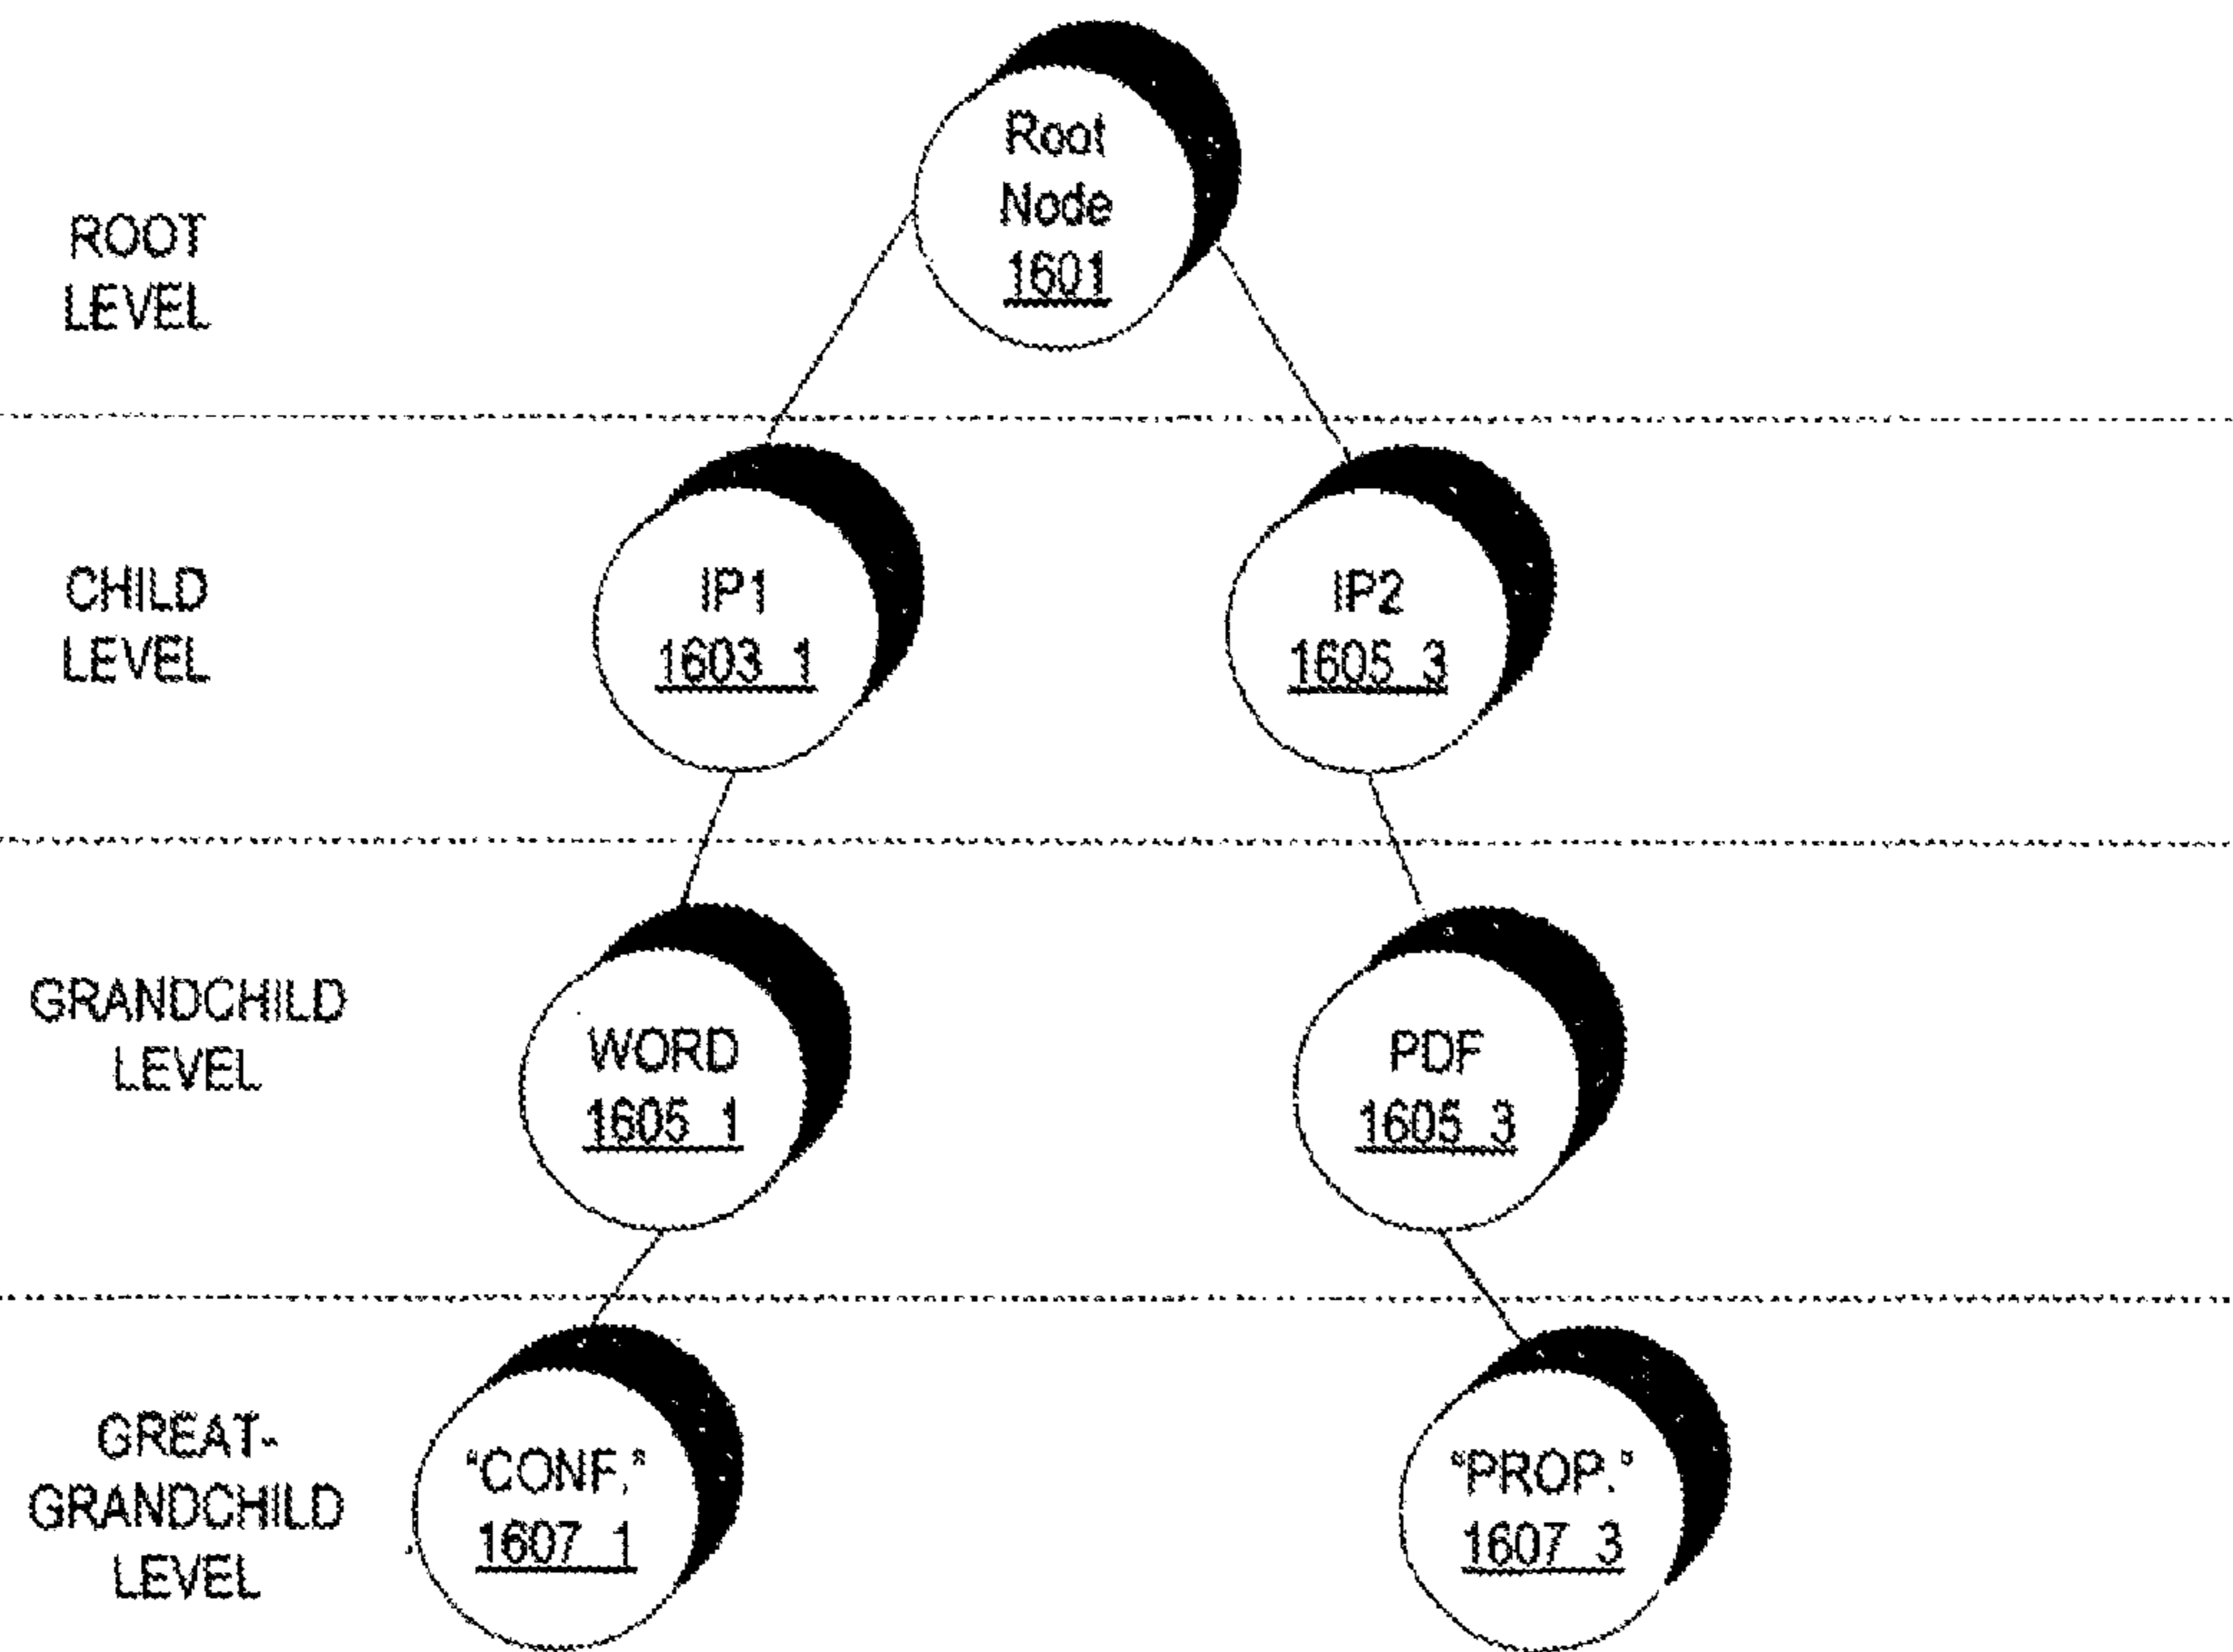 Root
Node
1601
ROOT
LEVEL
CHILD
LEVEL
IP1
1603_1
IP2
1605_3
GRANDCHILD
LEVEL
WORD
1605_1
PDF
1605_3
GREAT-
GRANDCHILD
LEVEL
"CONF."
1607_1
"PROP."
1607_3